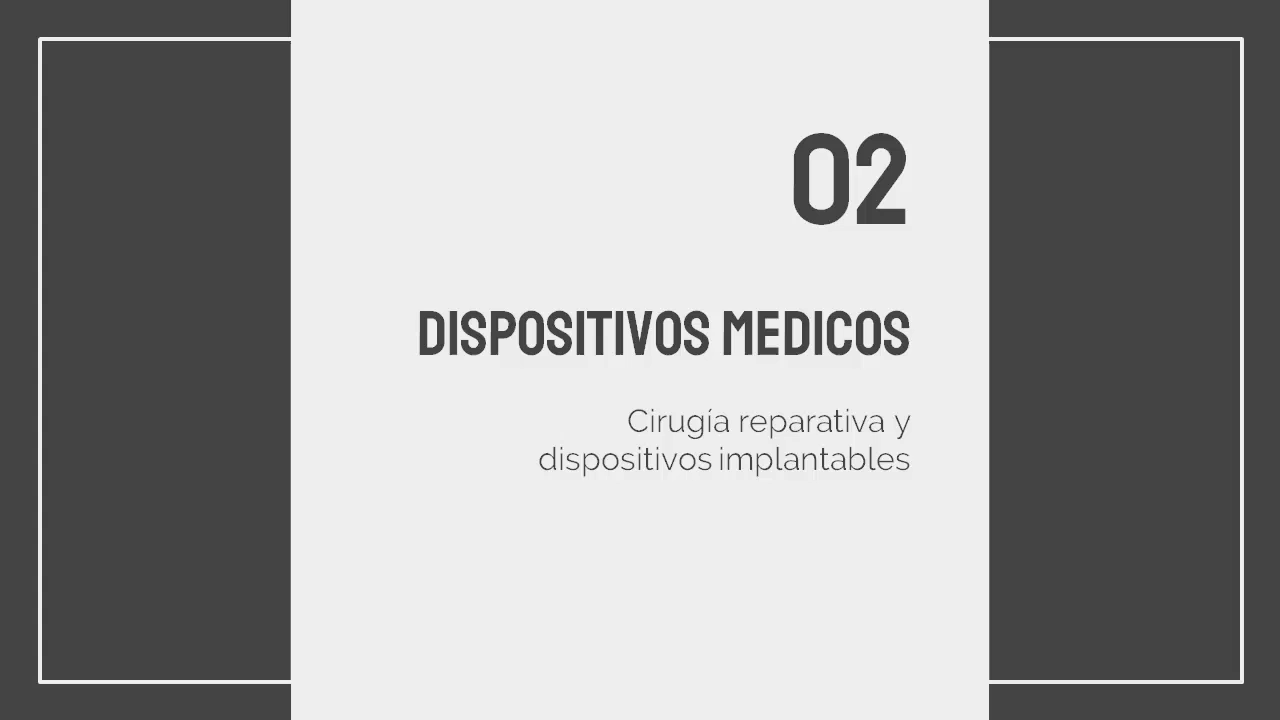 02
DISPOSITIVOS MEDICOS
Cirugía reparativa y
dispositivos implantables